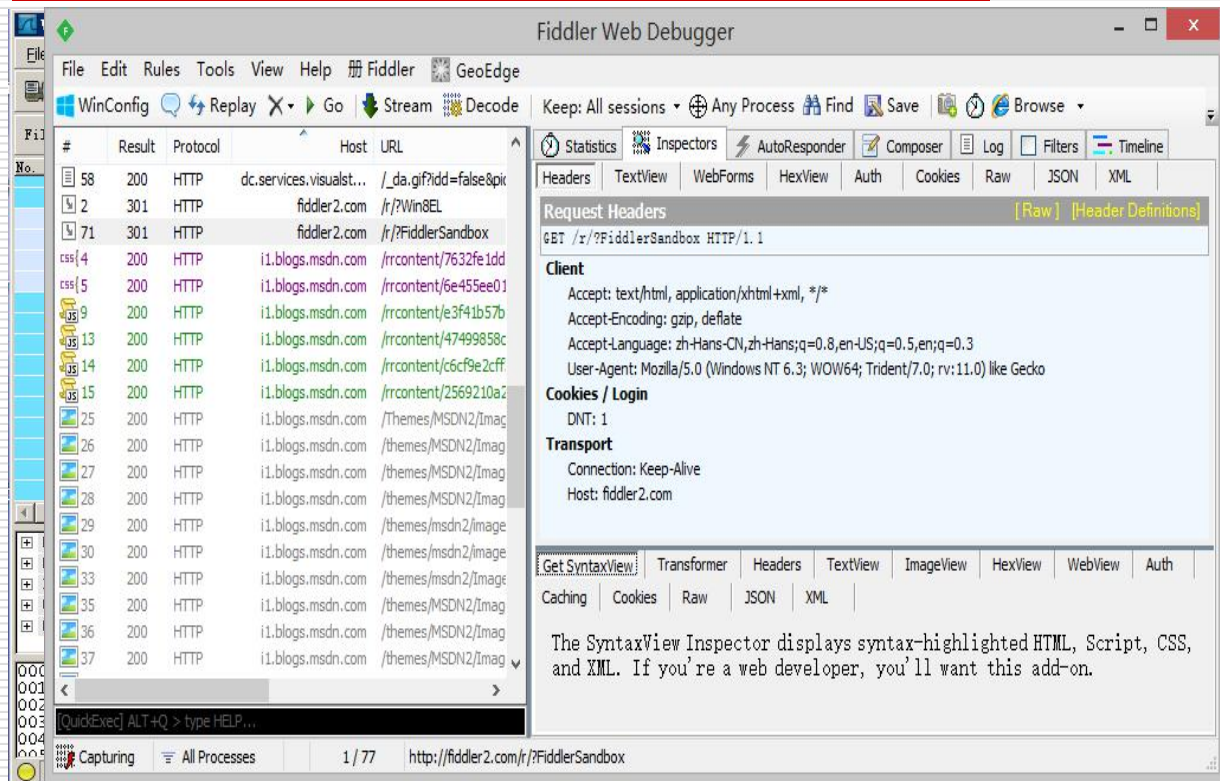 Fiddler Web Debugger
File Edit Rules Tools View Help 册 Fiddler GeoEdge
WinConfig Replay Go Stream Decode Keep: All sessions Any Process Find Save Browse
# Result Protocol Host URL
58 200 HTTP dc.services.visualst... /_da.gif?idd=false&pi
2 301 HTTP fiddler2.com /r/?Win8EL
71 301 HTTP fiddler2.com /r/?FiddlerSandbox
4 200 HTTP i1.blogs.msdn.com /rrcontent/7632fe1dd
5 200 HTTP i1.blogs.msdn.com /rrcontent/6e455ee01
9 200 HTTP i1.blogs.msdn.com /rrcontent/e3f41b57b
13 200 HTTP i1.blogs.msdn.com /rrcontent/47499858c
14 200 HTTP i1.blogs.msdn.com /rrcontent/c6cf9e2cff
15 200 HTTP i1.blogs.msdn.com /rrcontent/2569210a2
25 200 HTTP i1.blogs.msdn.com /Themes/MSDN2/Imag
26 200 HTTP i1.blogs.msdn.com /themes/MSDN2/Imag
27 200 HTTP i1.blogs.msdn.com /themes/MSDN2/Imag
28 200 HTTP i1.blogs.msdn.com /themes/MSDN2/Imag
29 200 HTTP i1.blogs.msdn.com /themes/msdn2/image
30 200 HTTP i1.blogs.msdn.com /themes/msdn2/image
33 200 HTTP i1.blogs.msdn.com /themes/msdn2/Image
35 200 HTTP i1.blogs.msdn.com /themes/MSDN2/Imag
36 200 HTTP i1.blogs.msdn.com /themes/MSDN2/Imag
37 200 HTTP i1.blogs.msdn.com /themes/MSDN2/Imag
[QuickExec] ALT+Q > type HELP...
Statistics Inspectors AutoResponder Composer Log Filters Timeline
Headers TextView WebForms HexView Auth Cookies Raw JSON XML
Request Headers [Raw] [Header Definitions]
GET /r/?FiddlerSandbox HTTP/1.1
Client
Accept: text/html, application/xhtml+xml, */*
Accept-Encoding: gzip, deflate
Accept-Language: zh-Hans-CN,zh-Hans;q=0.8,en-US;q=0.5,en;q=0.3
User-Agent: Mozilla/5.0 (Windows NT 6.3; WOW64; Trident/7.0; rv:11.0) like Gecko
Cookies / Login
DNT: 1
Transport
Connection: Keep-Alive
Host: fiddler2.com
Get SyntaxView Transformer Headers TextView ImageView HexView WebView Auth
Caching Cookies Raw JSON XML
The SyntaxView Inspector displays syntax-highlighted HTML, Script, CSS,
and XML. If you're a web developer, you'll want this add-on.
Capturing All Processes 1 / 77 http://fiddler2.com/r/?FiddlerSandbox
No.